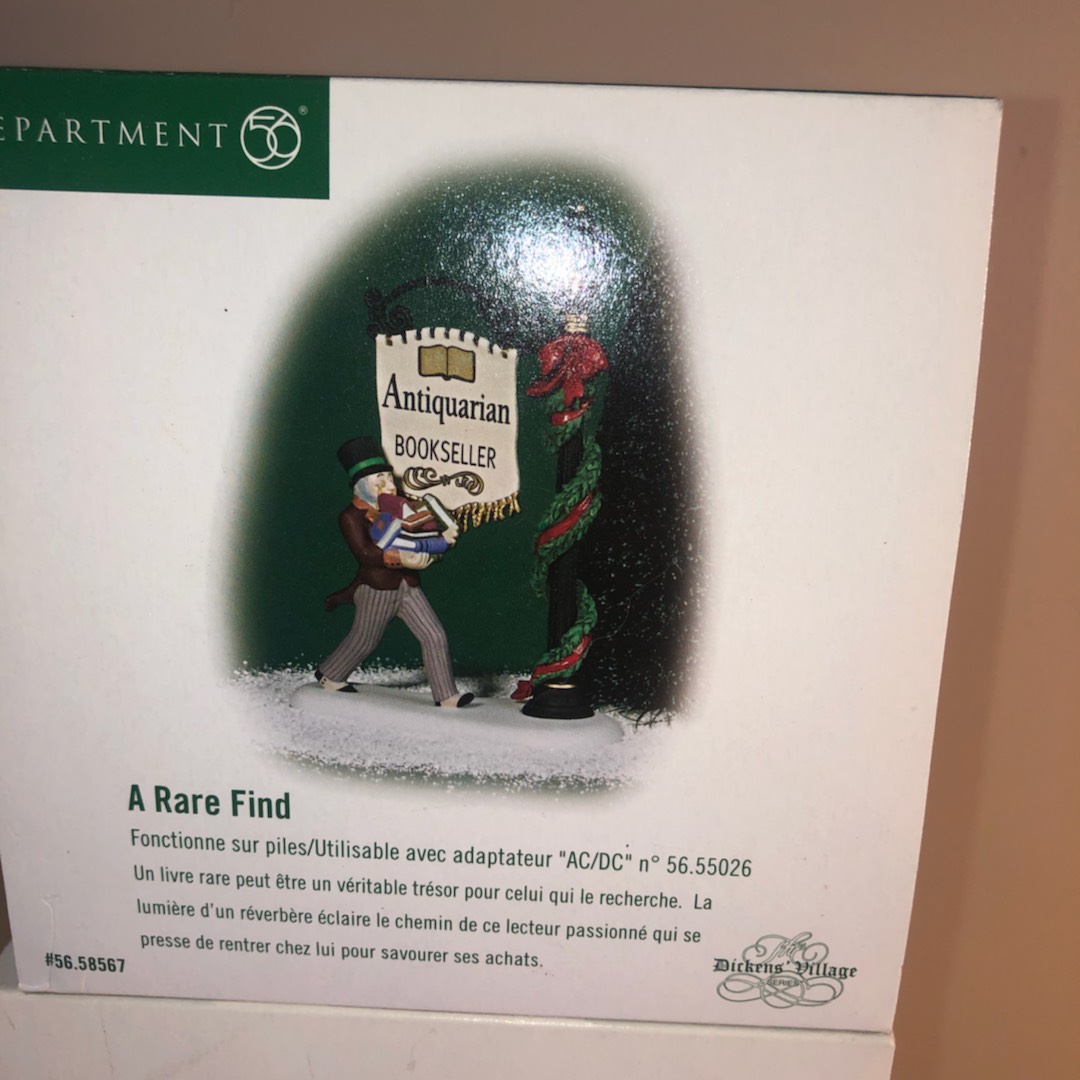 EPARTMENT 56®
Antiquarian
BOOKSELLER
A Rare Find
Fonctionne sur piles/Utilisable avec adaptateur "AC/DC" n° 56.55026
Un livre rare peut être un véritable trésor pour celui qui le recherche. La
lumière d'un réverbère éclaire le chemin de ce lecteur passionné qui se
presse de rentrer chez lui pour savourer ses achats.
#56.58567
The
Dickens' Village
SERIES